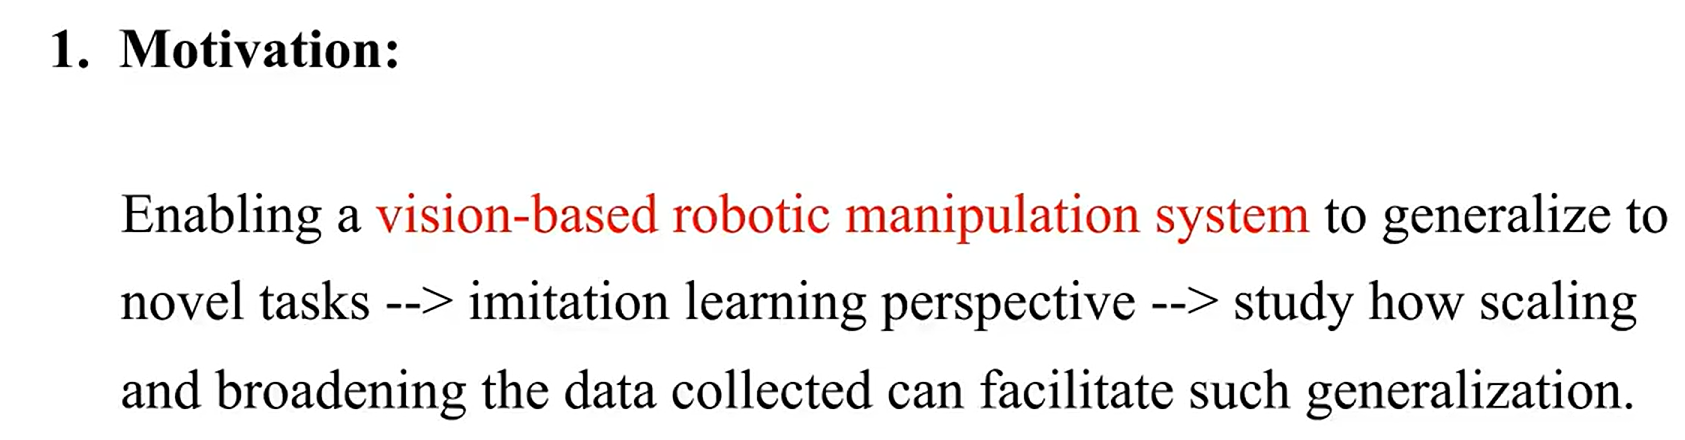 1. Motivation:
Enabling a vision-based robotic manipulation system to generalize to
novel tasks --> imitation learning perspective --> study how scaling
and broadening the data collected can facilitate such generalization.